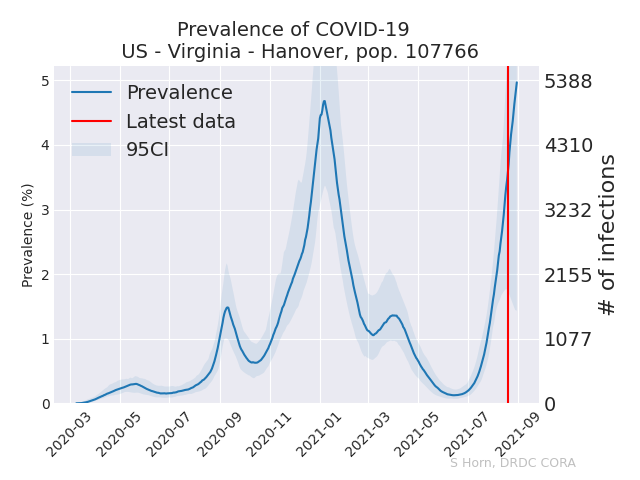 Prevalence of COVID-19
US - Virginia - Hanover, pop. 107766
Prevalence
Latest data
95CI
Prevalence (%)
5
4
3
2
1
0
5388
4310
3232
2155
1077
0
# of infections
2020-03
2020-05
2020-07
2020-09
2020-11
2021-01
2021-03
2021-05
2021-07
2021-09
S Horn, DRDC CORA